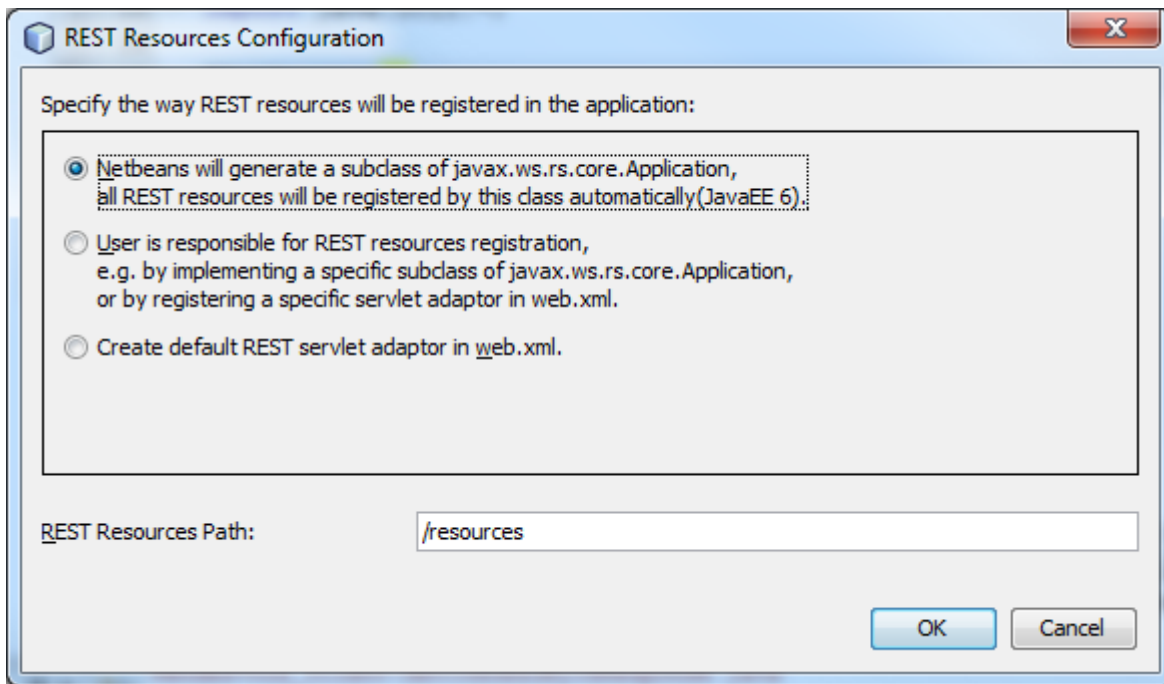 REST Resources Configuration
Specify the way REST resources will be registered in the application:
Netbeans will generate a subclass of javax.ws.rs.core.Application,
all REST resources will be registered by this class automatically(JavaEE 6).
User is responsible for REST resources registration,
e.g. by implementing a specific subclass of javax.ws.rs.core.Application,
or by registering a specific servlet adaptor in web.xml.
Create default REST servlet adaptor in web.xml.
REST Resources Path: /resources
OK Cancel